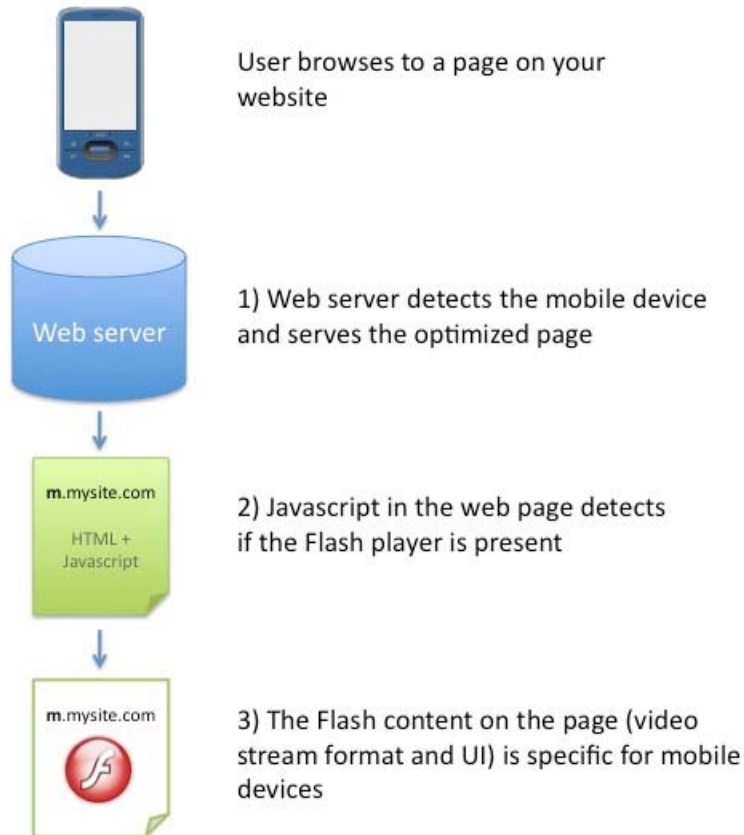 User browses to a page on your
website
Web server
1) Web server detects the mobile device
and serves the optimized page
m.mysite.com
HTML +
Javascript
2) Javascript in the web page detects
if the Flash player is present
m.mysite.com
3) The Flash content on the page (video
stream format and UI) is specific for mobile
devices